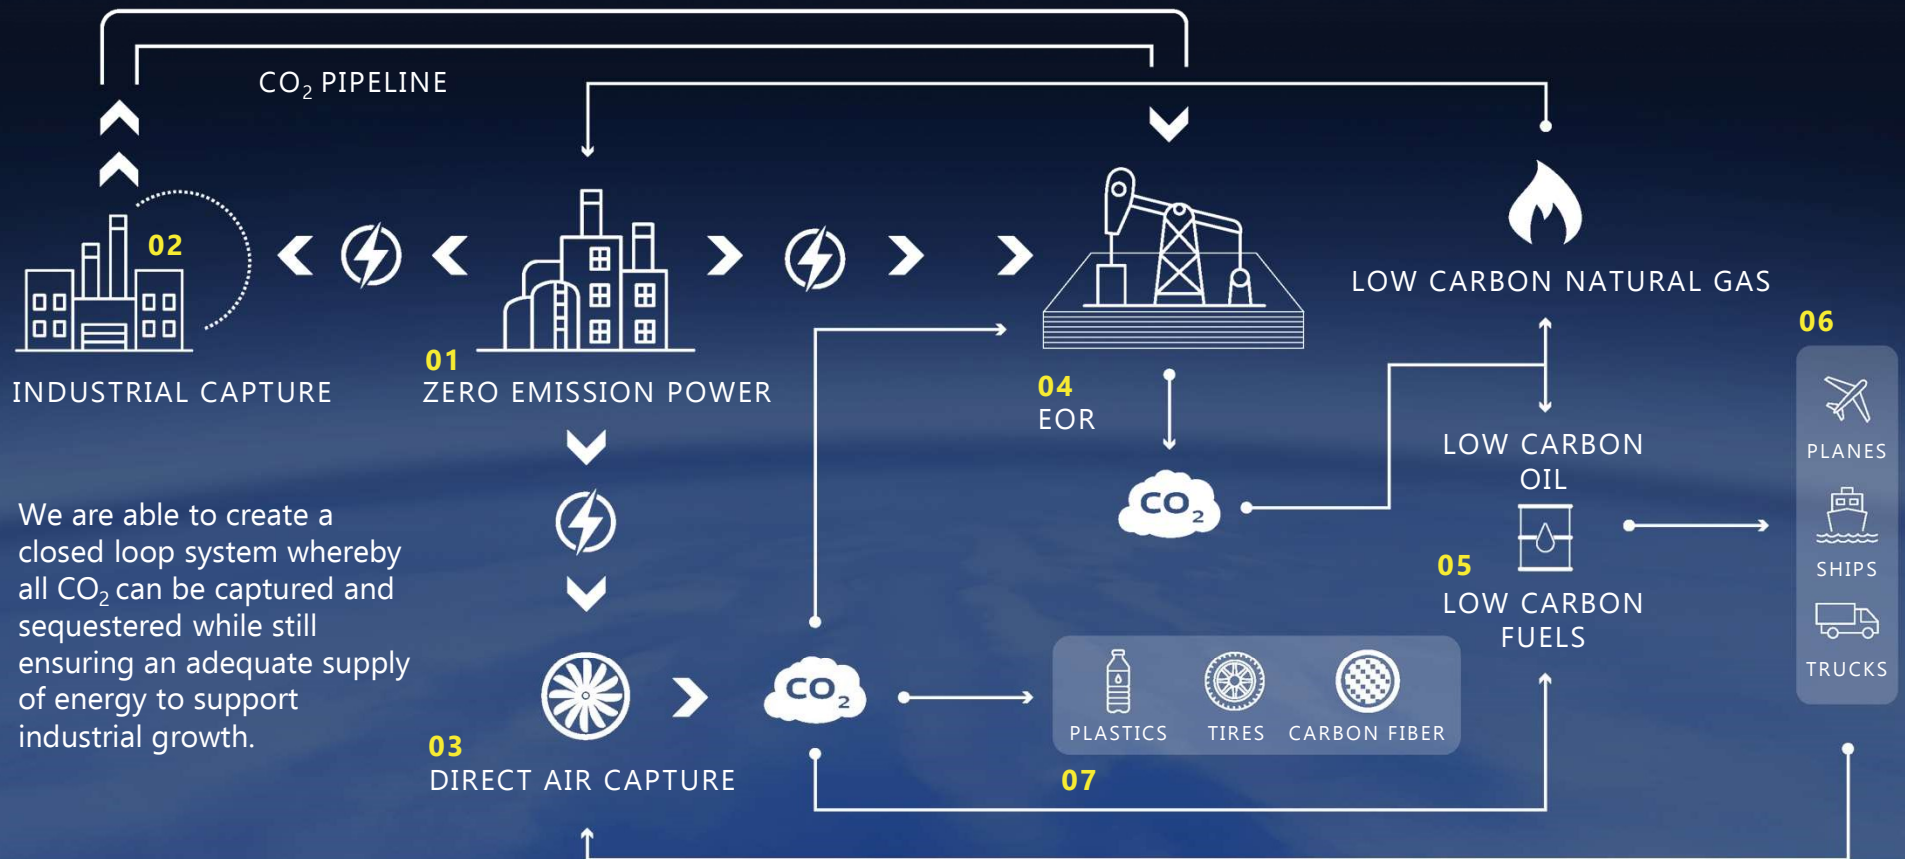 CO₂ PIPELINE
02
INDUSTRIAL CAPTURE
01
ZERO EMISSION POWER
04
EOR
LOW CARBON NATURAL GAS
CO₂
LOW CARBON
OIL
05
LOW CARBON
FUELS
06
PLANES
SHIPS
TRUCKS
We are able to create a
closed loop system whereby
all CO₂ can be captured and
sequestered while still
ensuring an adequate supply
of energy to support
industrial growth.
03
DIRECT AIR CAPTURE
CO₂
PLASTICS
TIRES
CARBON FIBER
07